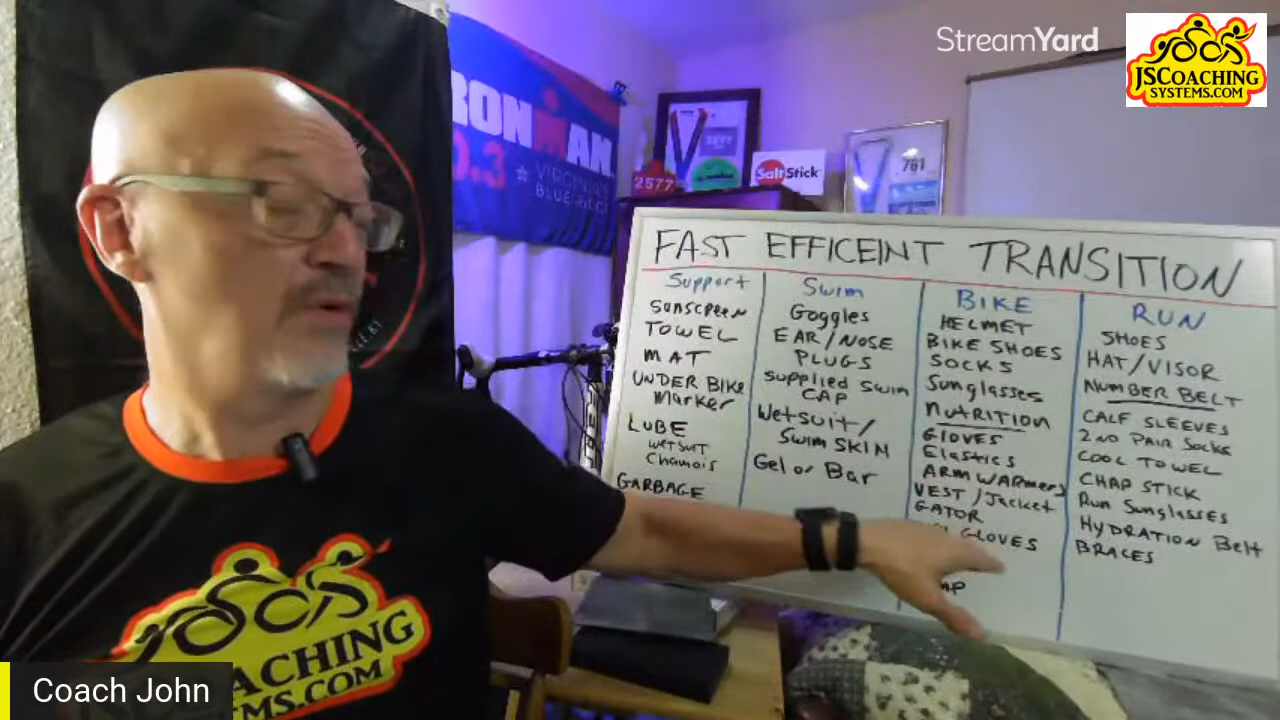 StreamYard
JSCOACHING
SYSTEMS.COM
IRONMAN
70.3
VIRGINIA'S
BLUE RIDGE
2577
SaltStick
781
FAST EFFICEINT TRANSITION
Support
SUNSCREEN
TOWEL
MAT
UNDER BIKE
Marker
LUBE
wetsuit
Chamois
GARBAGE
Swim
Goggles
EAR/NOSE
PLUGS
Supplied Swim
CAP
Wetsuit/
Swim SKIN
Gel or Bar
BIKE
HELMET
BIKE SHOES
SOCKS
Sunglasses
NUTRITION
GLOVES
Elastics
ARM WARMERS
VEST/Jacket
GATOR
GLOVES
RUN
SHOES
HAT/VISOR
NUMBER BELT
CALF SLEEVES
2ND PAIR SOCKS
COOL TOWEL
CHAP STICK
RUN SUNGLASSES
HYDRATION Belt
BRACES
ACHING
EMS.COM
Coach John